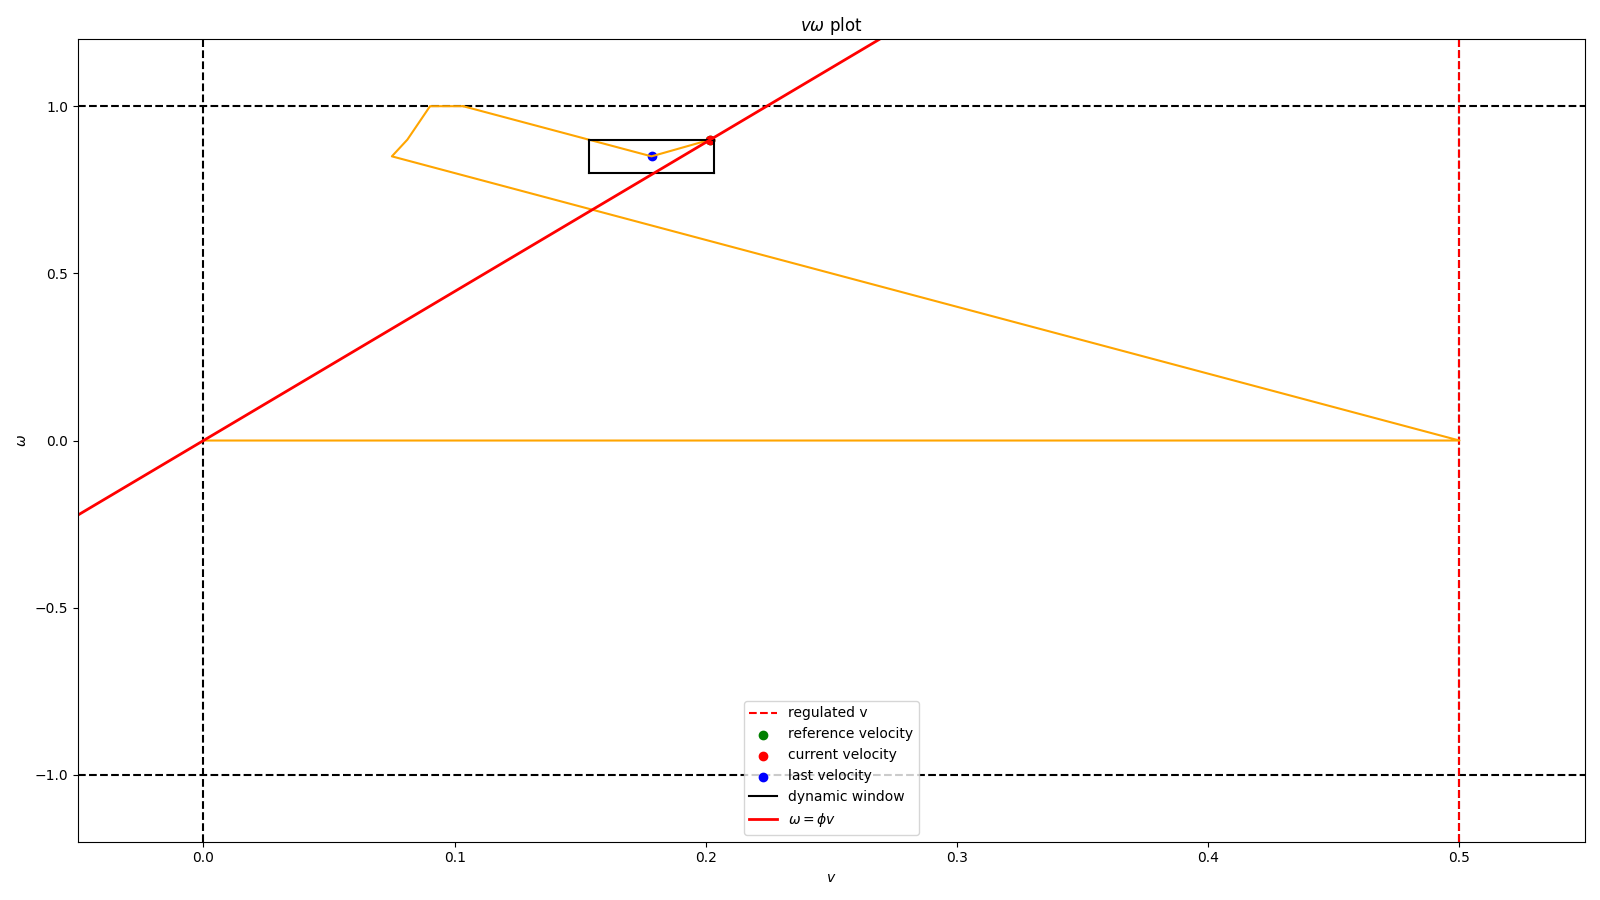 vω plot
1.0
0.5
0.0
−0.5
−1.0
ω
regulated v
reference velocity
current velocity
last velocity
dynamic window
ω = ϕv
0.0 0.1 0.2 0.3 0.4 0.5
v